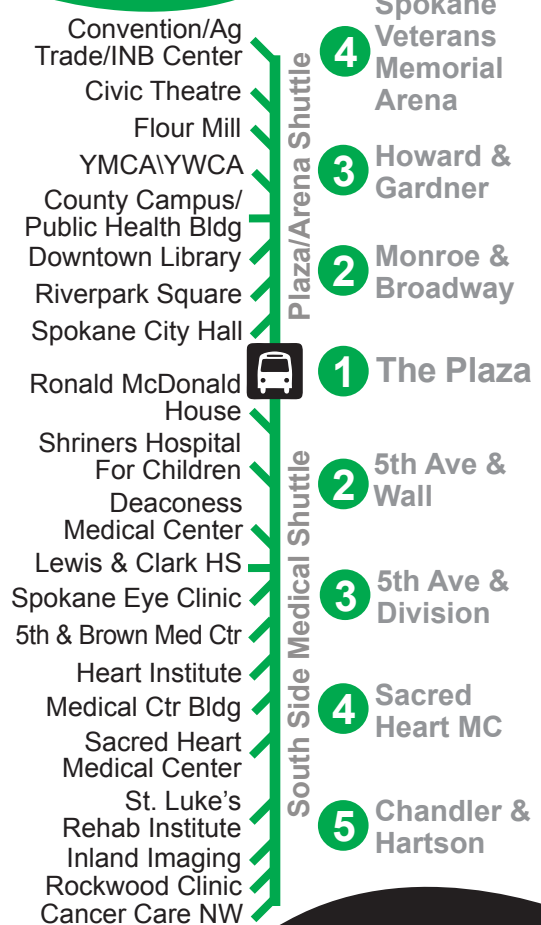 Convention/Ag
Trade/INB Center
Civic Theatre
Flour Mill
YMCA\YWCA
County Campus/
Public Health Bldg
Downtown Library
Riverpark Square
Spokane City Hall
Ronald McDonald
House
Shriners Hospital
For Children
Deaconess
Medical Center
Lewis & Clark HS
Spokane Eye Clinic
5th & Brown Med Ctr
Heart Institute
Medical Ctr Bldg
Sacred Heart
Medical Center
St. Luke's
Rehab Institute
Inland Imaging
Rockwood Clinic
Cancer Care NW
Plaza/Arena Shuttle
South Side Medical Shuttle
Spokane
4 Veterans
Memorial
Arena
3 Howard &
Gardner
2 Monroe &
Broadway
1 The Plaza
2 5th Ave &
Wall
3 5th Ave &
Division
4 Sacred
Heart MC
5 Chandler &
Hartson